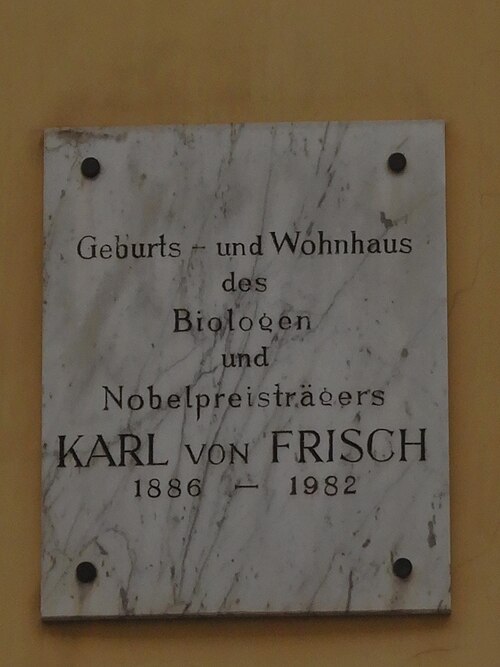 Geburts – und Wohnhaus
des
Biologen
und
Nobelpreisträgers
KARL VON FRISCH
1886 – 1982